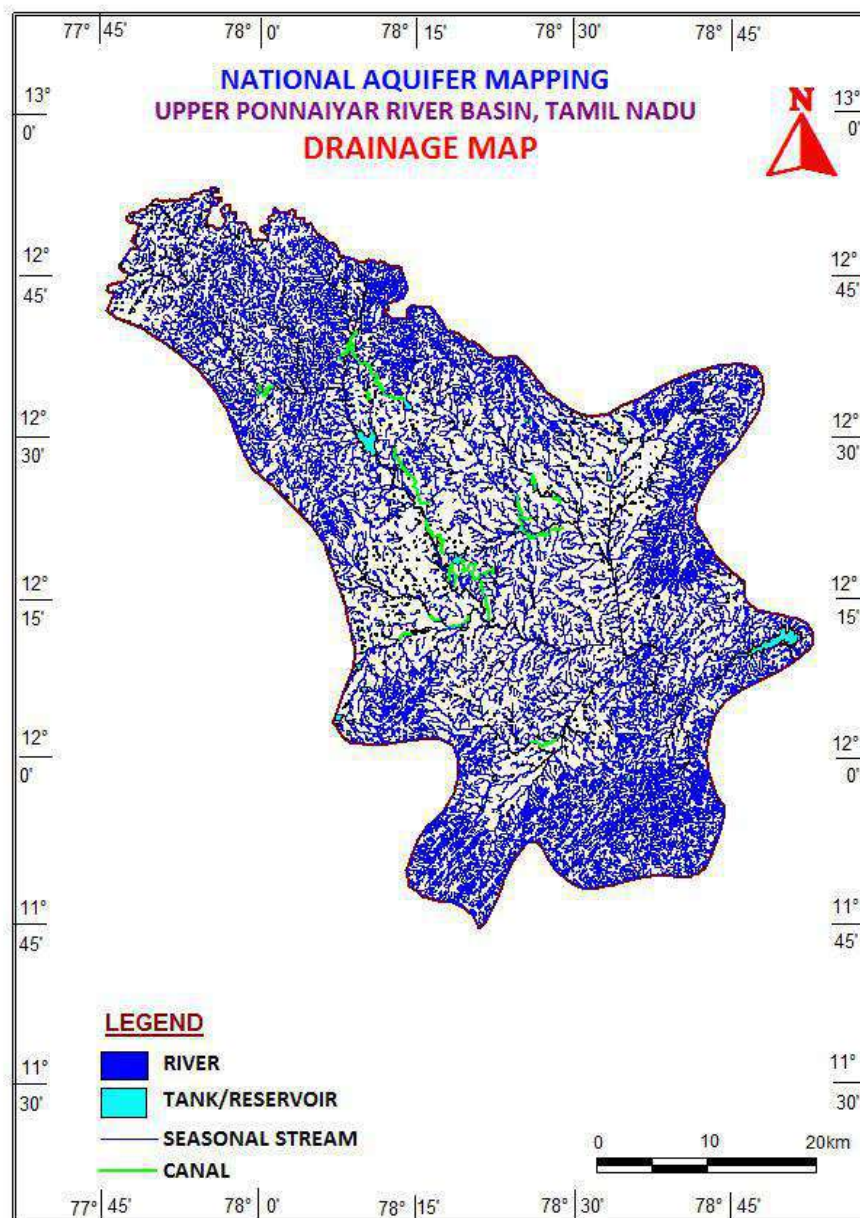 77° 45' 78° 0' 78° 15' 78° 30' 78° 45'
NATIONAL AQUIFER MAPPING
UPPER PONNAIYAR RIVER BASIN, TAMIL NADU
DRAINAGE MAP
N
13° 0' 13° 0'
12° 45' 12° 45'
12° 30' 12° 30'
12° 15' 12° 15'
12° 0' 12° 0'
11° 45' 11° 45'
11° 30' 11° 30'
LEGEND
RIVER
TANK/RESERVOIR
SEASONAL STREAM
CANAL
0 10 20km
77° 45' 78° 0' 78° 15' 78° 30' 78° 45'